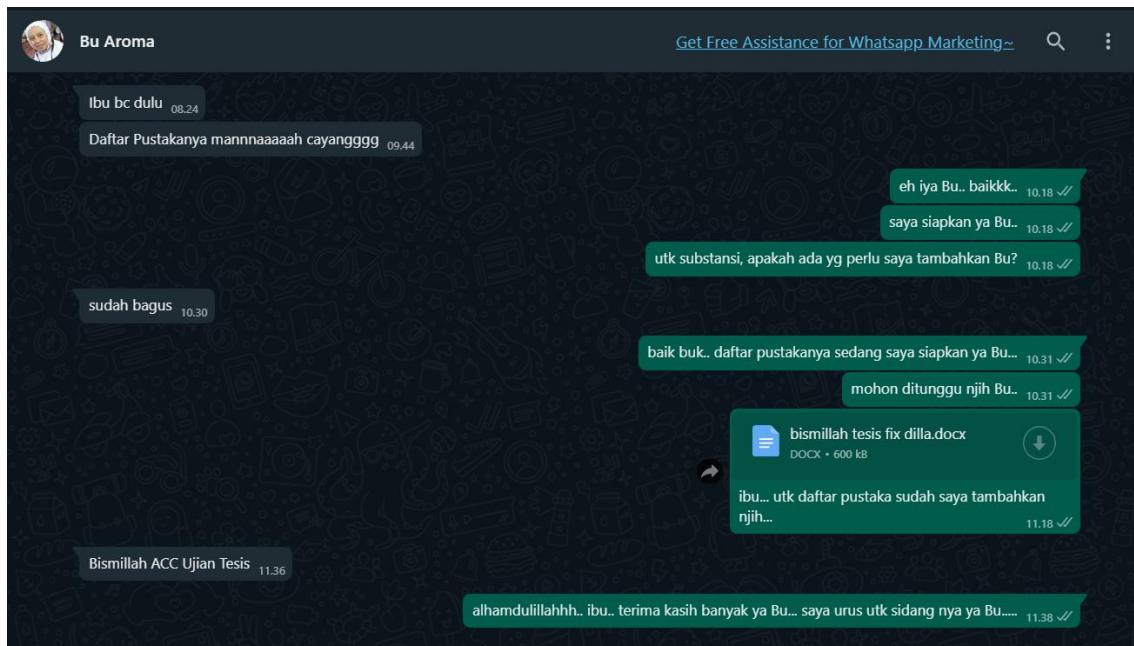 Bu Aroma
Get Free Assistance for Whatsapp Marketing~
Ibu bc dulu 08.24
Daftar Pustakanya mannnaaaaah cayangggg 09.44
eh iya Bu.. baikkk.. 10.18
saya siapkan ya Bu.. 10.18
utk substansi, apakah ada yg perlu saya tambahkan Bu? 10.18
sudah bagus 10.30
baik buk.. daftar pustakanya sedang saya siapkan ya Bu... 10.31
mohon ditunggu njih Bu.. 10.31
bismillah tesis fix dilla.docx
DOCX • 600 kB
ibu... utk daftar pustaka sudah saya tambahkan
njih... 11.18
Bismillah ACC Ujian Tesis 11.36
alhamdulillahhh.. ibu.. terima kasih banyak ya Bu... saya urus utk sidang nya ya Bu..... 11.38